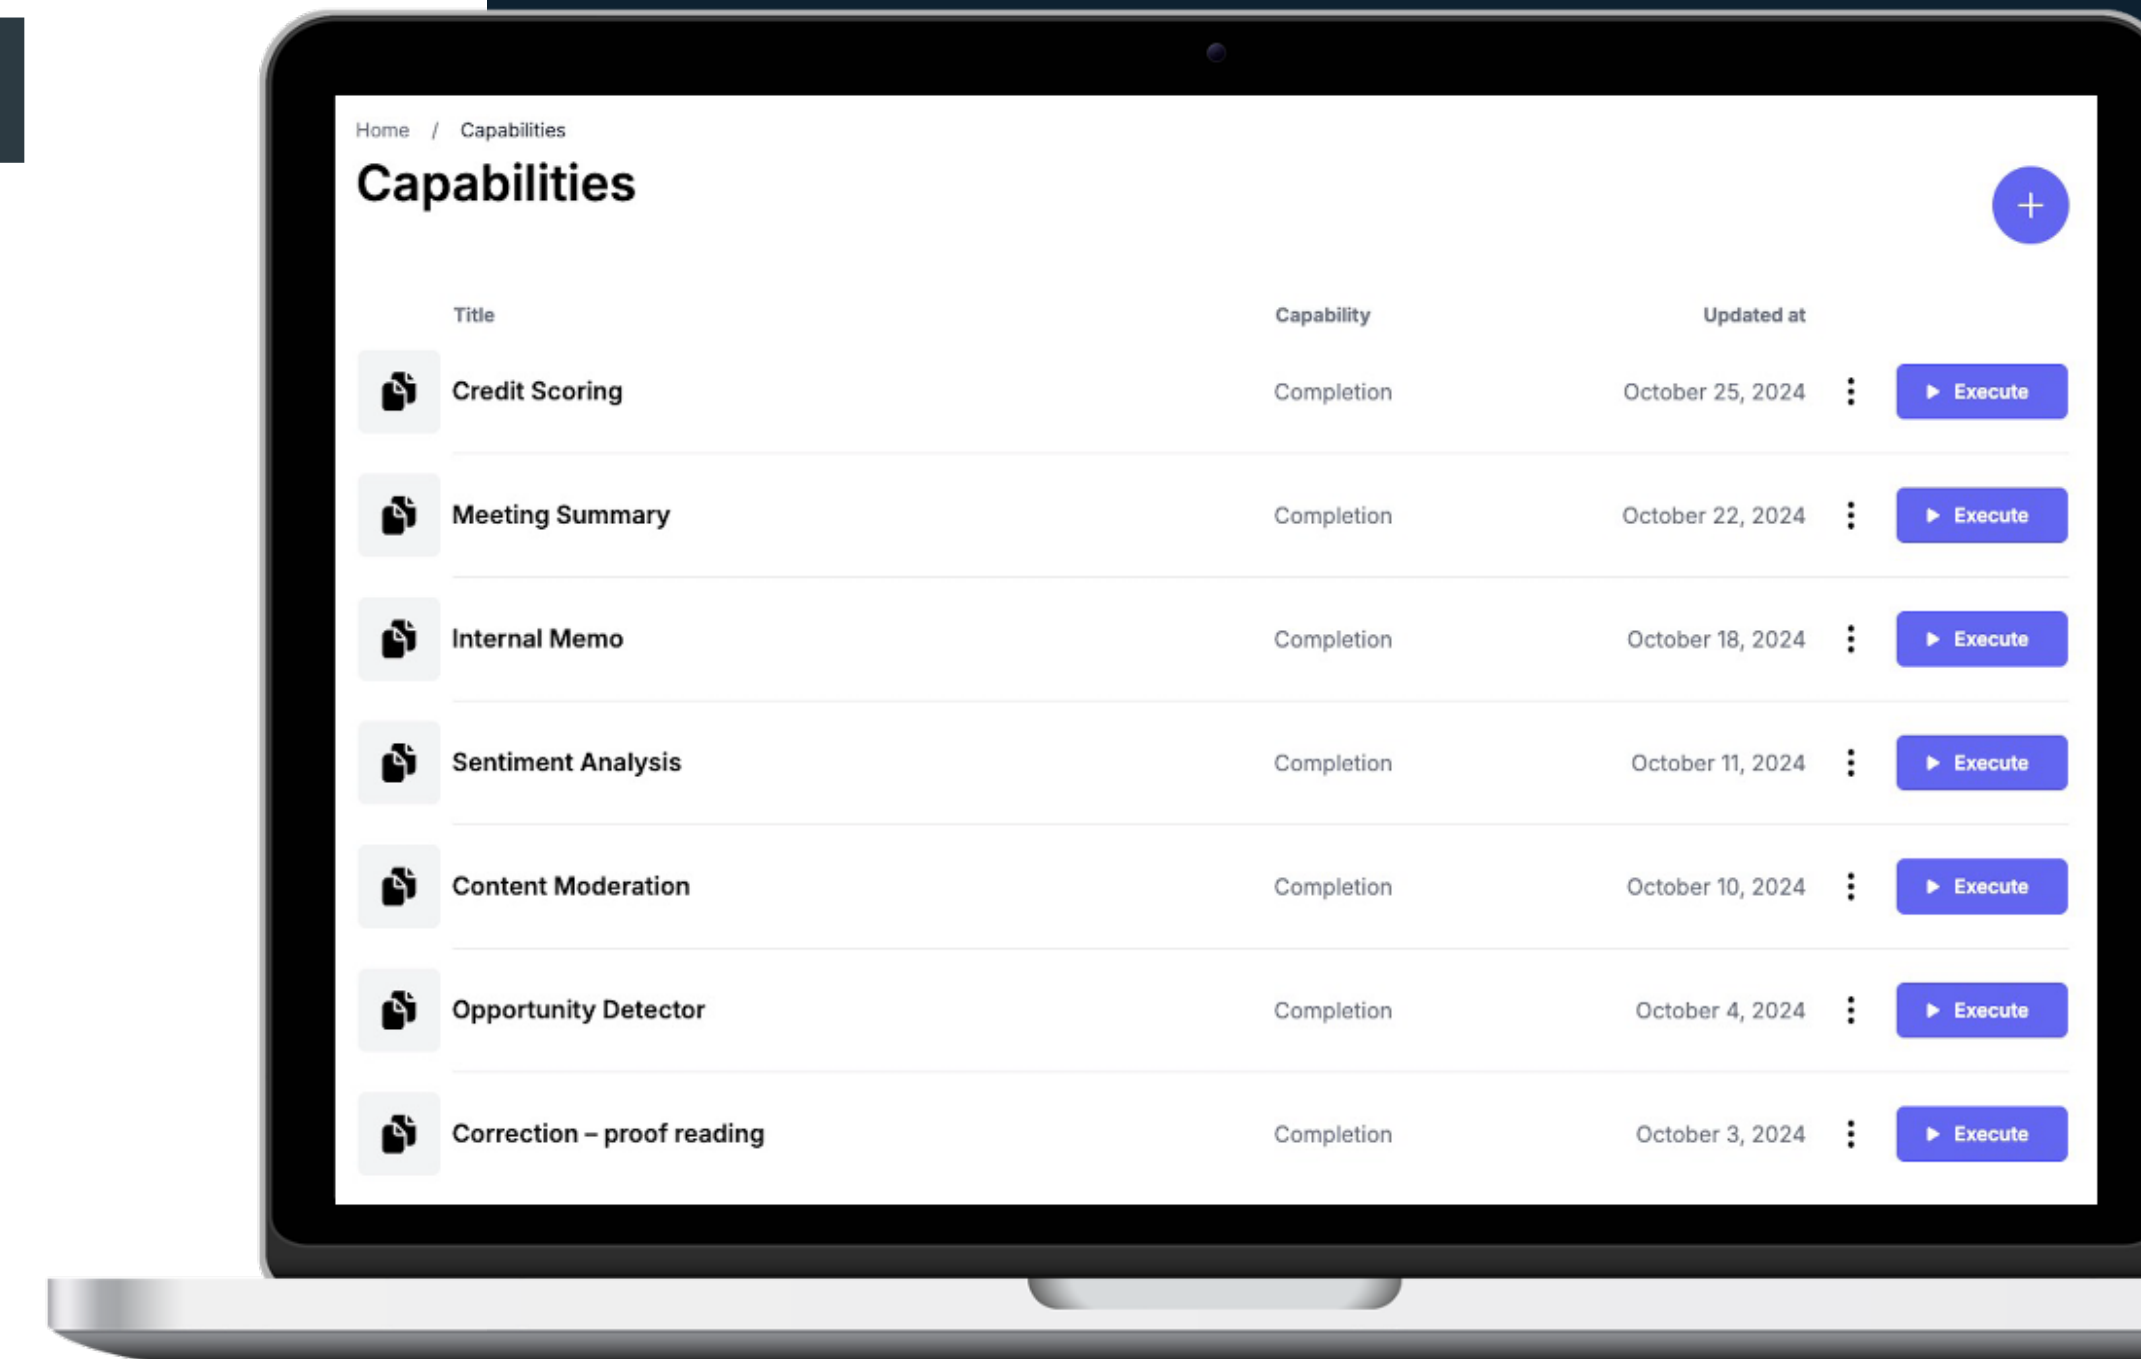 Home / Capabilities
Capabilities
Title Capability Updated at
Credit Scoring Completion October 25, 2024 Execute
Meeting Summary Completion October 22, 2024 Execute
Internal Memo Completion October 18, 2024 Execute
Sentiment Analysis Completion October 11, 2024 Execute
Content Moderation Completion October 10, 2024 Execute
Opportunity Detector Completion October 4, 2024 Execute
Correction – proof reading Completion October 3, 2024 Execute